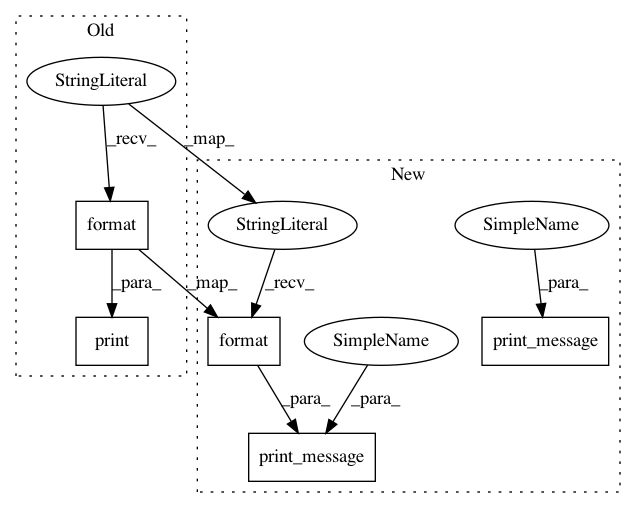 Old
StringLiteral
_recv_
_map_
New
format
StringLiteral
SimpleName
_para_
_map_
_recv_
_para_
print
format
SimpleName
print_message
_para_
_para_
print_message